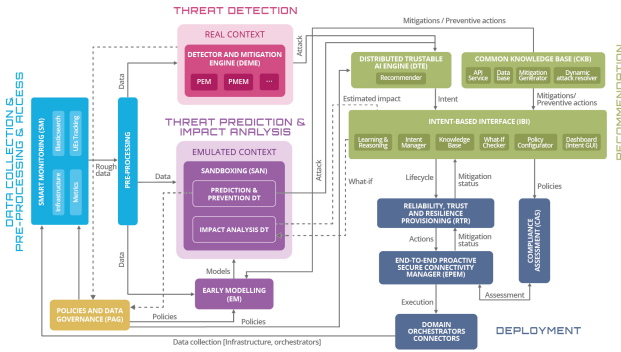 THREAT DETECTION
REAL CONTEXT
DETECTOR AND MITIGATION
ENGINE (DEME)
PEM
PMEM
...
THREAT PREDICTION &
IMPACT ANALYSIS
EMULATED CONTEXT
SANDBOXING (SAN)
PREDICTION &
PREVENTION DT
IMPACT ANALYSIS DT
Models
EARLY MODELLING
(EM)
DATA COLLECTION &
PRE-PROCESSING & ACCESS
SMART MONITORING (SM)
Elasticsearch
UEs Tracking
Infrastructure
Metrics
Rough
data
PRE-PROCESSING
Data
Data
Data
POLICIES AND DATA
GOVERNANCE (PAG)
Policies
Policies
Data collection [Infrastructure, orchestrators]
Mitigations / Preventive actions
Attack
Attack
DISTRIBUTED TRUSTABLE
AI ENGINE (DTE)
Recommender
COMMON KNOWLEDGE BASE (CKB)
API
Service
Data
base
Mitigation
Generator
Dynamic
attack resolver
RECOMMENDATION
Estimated impact
Intent
Mitigations/
Preventive actions
INTENT-BASED INTERFACE (IBI)
Learning &
Reasoning
Intent
Manager
Knowledge
Base
What-if
Checker
Policy
Configurator
Dashboard
(Intent GUI)
What-if
Lifecycle
Mitigation
status
Policies
RELIABILITY, TRUST
AND RESILIENCE
PROVISIONING (RTR)
Actions
Mitigation
status
COMPLIANCE
ASSESSMENT (CAS)
END-TO-END PROACTIVE
SECURE CONNECTIVITY
MANAGER (EPEM)
Assessment
Execution
DOMAIN
ORCHESTRATORS
CONNECTORS
DEPLOYMENT